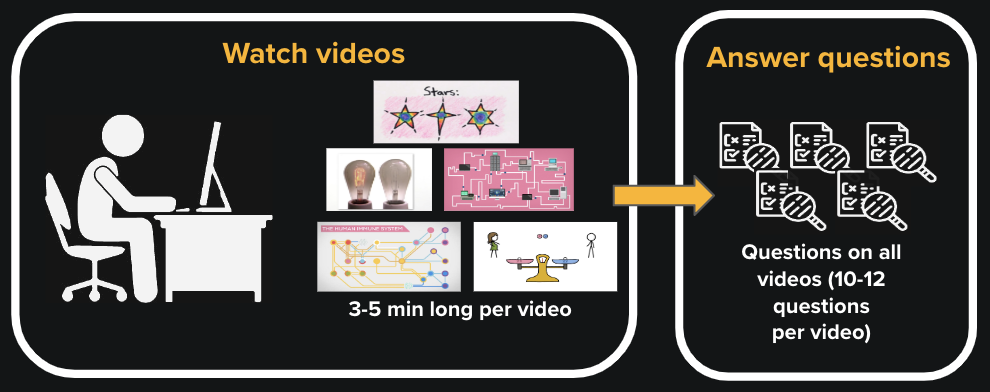 Watch videos
Stars:
THE HUMAN IMMUNE SYSTEM
3-5 min long per video
Answer questions
Questions on all
videos (10-12
questions
per video)